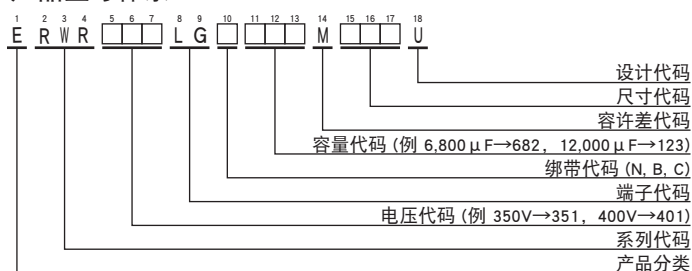 1 2 3 4 5 6 7 8 9 10 11 12 13 14 15 16 17 18
E R W R □□□ L G □ □□□ M □□□ U
设计代码
尺寸代码
容许差代码
容量代码 (例 6,800μF→682，12,000μF→123)
绑带代码 (N, B, C)
端子代码
电压代码 (例 350V→351，400V→401)
系列代码
产品分类